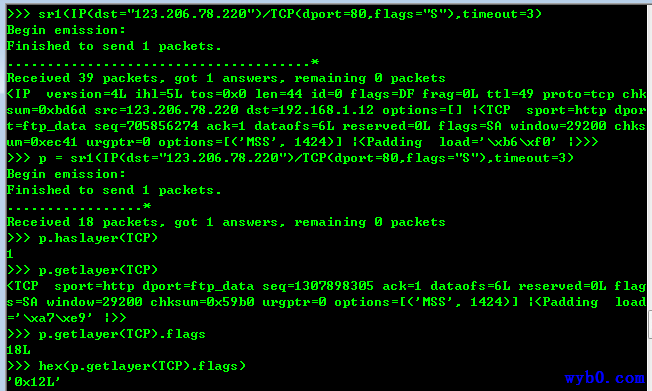 >>> sr1(IP(dst="123.206.78.220")/TCP(dport=80,flags="S"),timeout=3)
Begin emission:
Finished to send 1 packets.
......................................*
Received 39 packets, got 1 answers, remaining 0 packets
<IP  version=4L ihl=5L tos=0x0 len=44 id=0 flags=DF frag=0L ttl=49 proto=tcp chk
sum=0xbd6d src=123.206.78.220 dst=192.168.1.12 options=[] |<TCP  sport=http dpor
t=ftp_data seq=705856274 ack=1 dataofs=6L reserved=0L flags=SA window=29200 chks
um=0xec41 urgptr=0 options=[('MSS', 1424)] |<Padding  load='\xb6\xf0' |>>>
>>> p = sr1(IP(dst="123.206.78.220")/TCP(dport=80,flags="S"),timeout=3)
Begin emission:
Finished to send 1 packets.
.................*
Received 18 packets, got 1 answers, remaining 0 packets
>>> p.haslayer(TCP)
1
>>> p.getlayer(TCP)
<TCP  sport=http dport=ftp_data seq=1307898305 ack=1 dataofs=6L reserved=0L flag
s=SA window=29200 chksum=0x59b0 urgptr=0 options=[('MSS', 1424)] |<Padding  load
='\xa7\xe9' |>>
>>> p.getlayer(TCP).flags
18L
>>> hex(p.getlayer(TCP).flags)
'0x12L'
wyb0.com